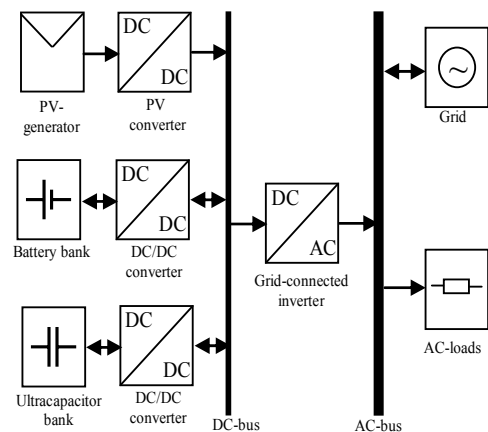 DC
DC
PV-
generator
PV
converter
~
Grid
DC
DC
Battery bank
DC/DC
converter
DC
AC
Grid-connected
inverter
AC-loads
DC
DC
Ultracapacitor
bank
DC/DC
converter
DC-bus
AC-bus